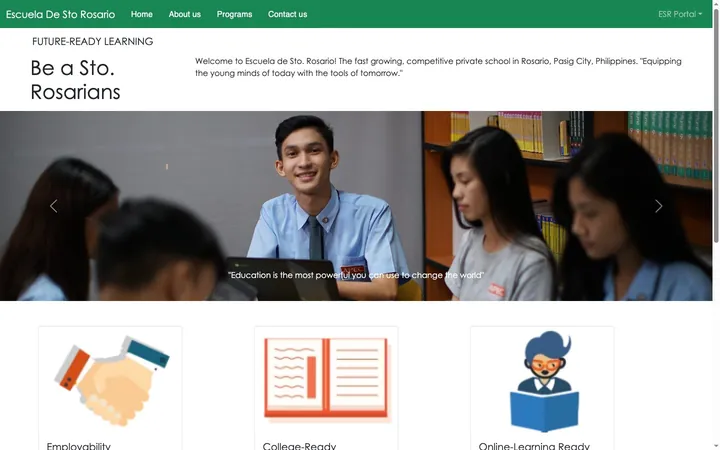 Escuela De Sto Rosario Home About us Programs Contact us ESR Portal
FUTURE-READY LEARNING
Be a Sto.
Rosarians
Welcome to Escuela de Sto. Rosario! The fast growing, competitive private school in Rosario, Pasig City, Philippines. "Equipping
the young minds of today with the tools of tomorrow."
"Education is the most powerful you can use to change the world"
Employability
College-Ready
Online-Learning Ready